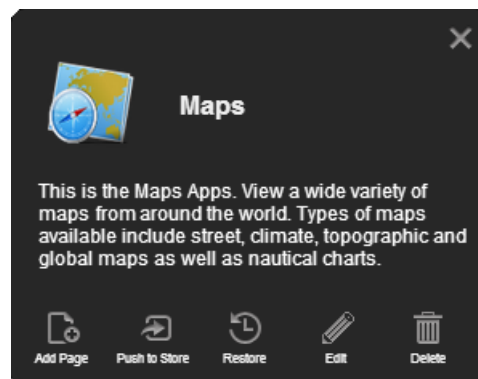 Maps
This is the Maps Apps. View a wide variety of
maps from around the world. Types of maps
available include street, climate, topographic and
global maps as well as nautical charts.
Add Page Push to Store Restore Edit Delete